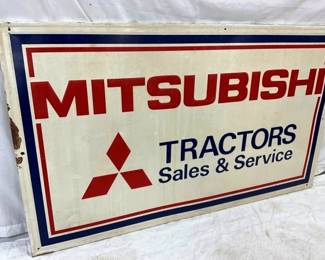 MITSUBISHI
TRACTORS
Sales & Service